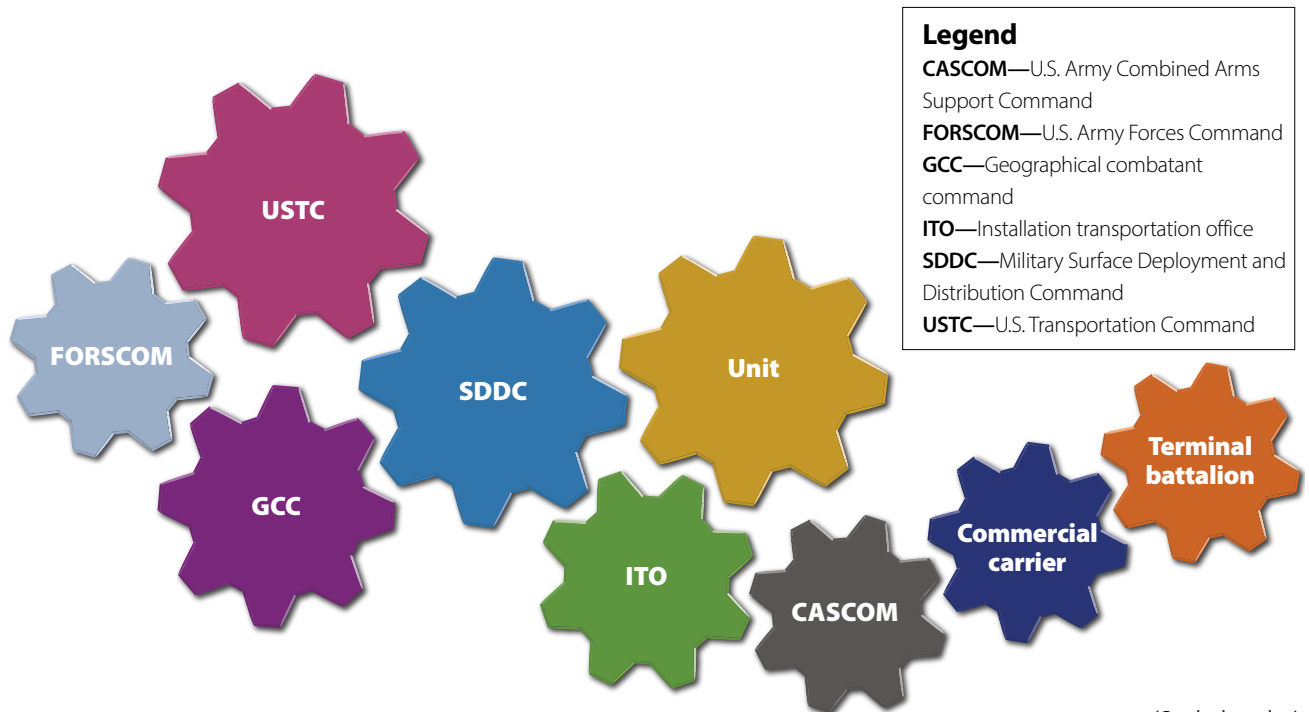 Legend
CASCOM—U.S. Army Combined Arms
Support Command
FORSCOM—U.S. Army Forces Command
GCC—Geographical combatant
command
ITO—Installation transportation office
SDDC—Military Surface Deployment and
Distribution Command
USTC—U.S. Transportation Command
USTC
FORSCOM
SDDC
Unit
GCC
ITO
CASCOM
Commercial
carrier
Terminal
battalion